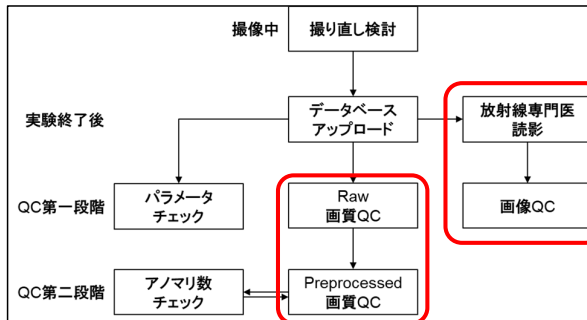 撮像中
撮り直し検討
実験終了後
データベース
アップロード
放射線専門医
読影
QC第一段階
パラメータ
チェック
Raw
画質QC
画像QC
QC第二段階
アノマリ数
チェック
Preprocessed
画質QC